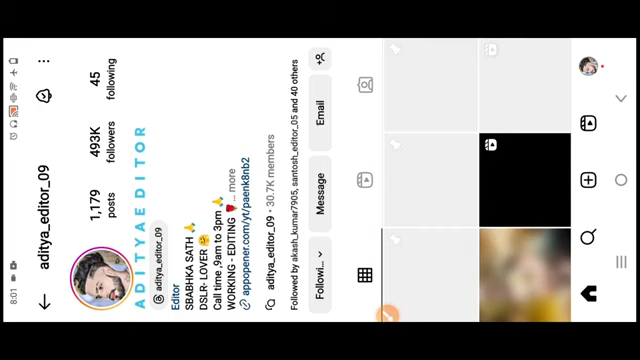 8:01
aditya_editor_09
1,179 posts
493K followers
45 following
ADITYAEDITOR
aditya_editor_09
Editor
SBABHKA SATH 🙏
DSLR- LOVER 🤗
Call time ,9am to 3pm 🙏
WORKING - EDITING 🌹... more
appopener.com/yt/paenk8nb2
aditya_editor_09 • 30.7K members
Followed by akash_kumar7905, santosh_editor_05 and 40 others
Followi...
Message
Email